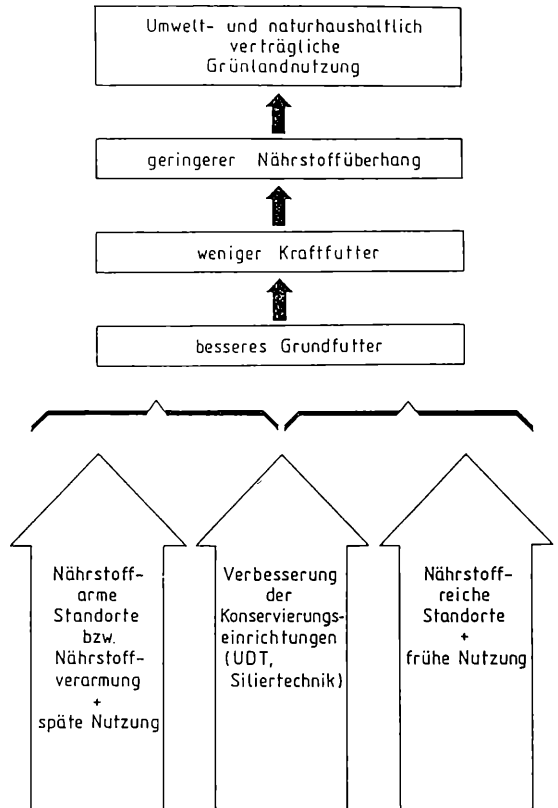 Umwelt- und naturhaushaltlich
verträgliche
Grünlandnutzung
geringerer Nährstoffüberhang
weniger Kraftfutter
besseres Grundfutter
Nährstoff-
arme
Standorte
bzw.
Nährstoff-
verarmung
+
späte Nutzung
Verbesserung
der
Konservierungs-
einrichtungen
(UDT,
Siliertechnik)
Nährstoff-
reiche
Standorte
+
frühe Nutzung